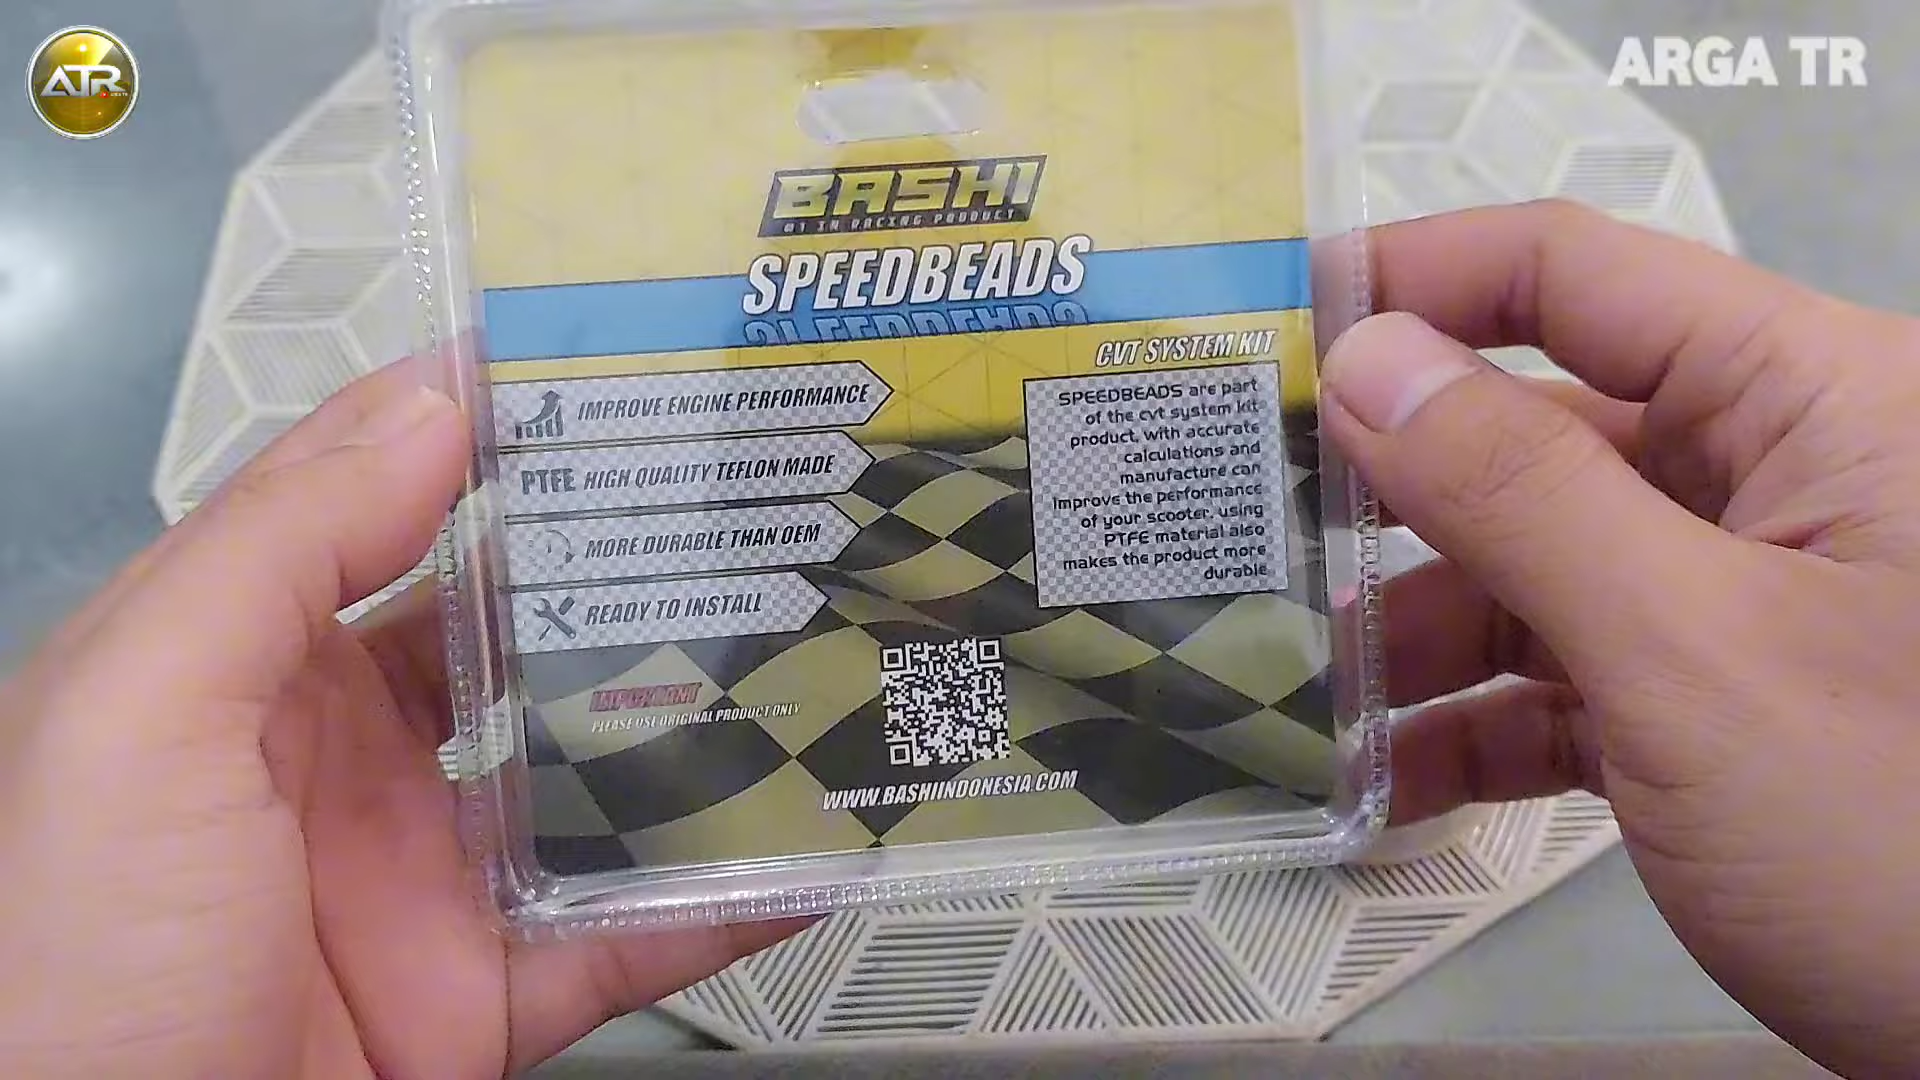 ATR
ARGA TR
BASHI
#1 IN RACING PRODUCT
SPEEDBEADS
CVT SYSTEM KIT
IMPROVE ENGINE PERFORMANCE
PTFE HIGH QUALITY TEFLON MADE
MORE DURABLE THAN OEM
READY TO INSTALL
SPEEDBEADS are part
of the cvt system kit
product, with accurate
calculations and
manufacture can
improve the performance
of your scooter, using
PTFE material also
makes the product more
durable
IMPORTANT
PLEASE USE ORIGINAL PRODUCT ONLY
WWW.BASHIINDONESIA.COM